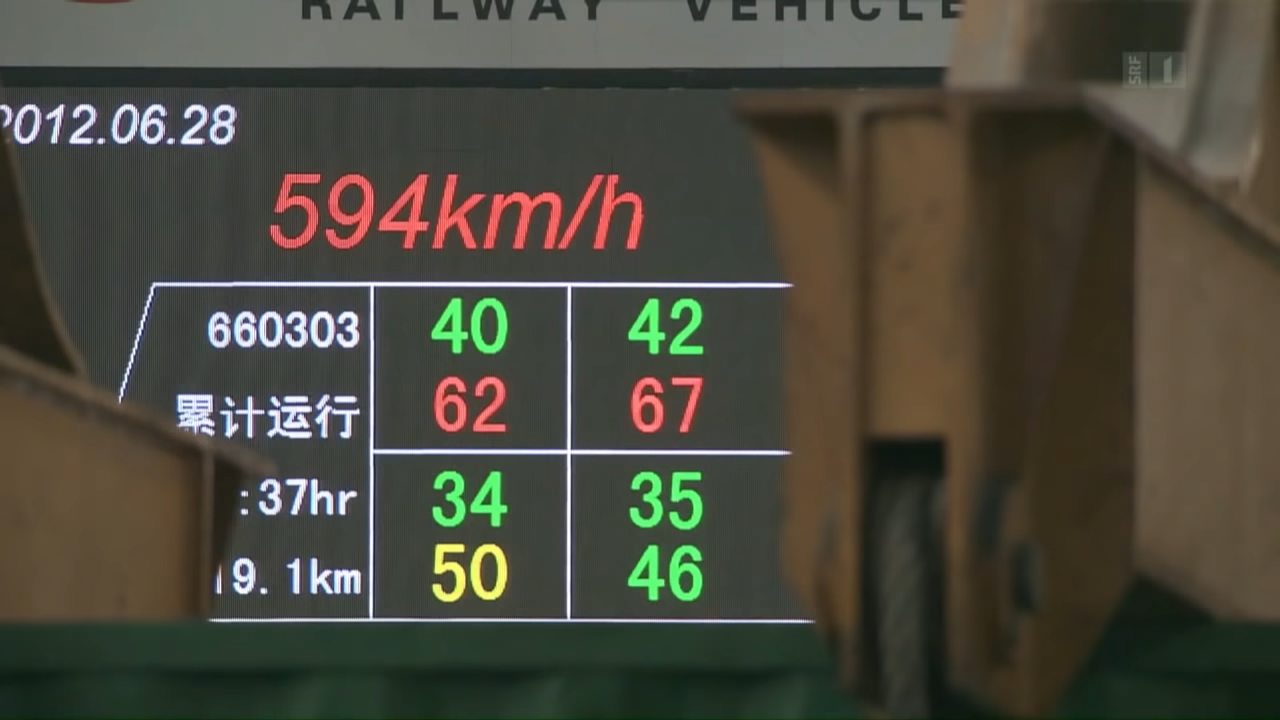 RAILWAY VEHICLE
SRF 1
2012.06.28
594km/h
660303 40 42
累计运行 62 67
:37hr 34 35
9.1km 50 46